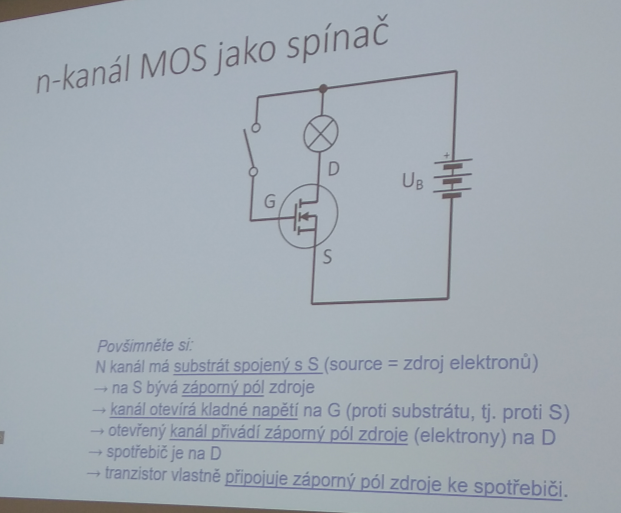 n-kanál MOS jako spínač
D
+
U_B
G
S
Povšimněte si:
N kanál má substrát spojený s S (source = zdroj elektronů)
→ na S bývá záporný pól zdroje
→ kanál otevírá kladné napětí na G (proti substrátu, tj. proti S)
→ otevřený kanál přivádí záporný pól zdroje (elektrony) na D
→ spotřebič je na D
→ tranzistor vlastně připojuje záporný pól zdroje ke spotřebiči.